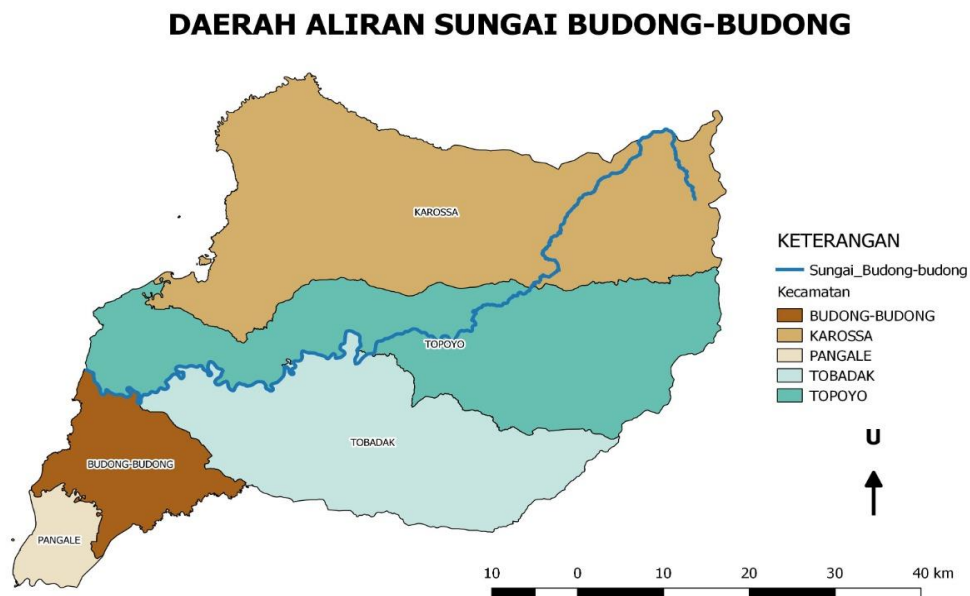 DAERAH ALIRAN SUNGAI BUDONG-BUDONG
KAROSSA
TOPOYO
TOBADAK
BUDONG-BUDONG
PANGALE
KETERANGAN
Sungai_Budong-budong
Kecamatan
BUDONG-BUDONG
KAROSSA
PANGALE
TOBADAK
TOPOYO
U
10 0 10 20 30 40 km